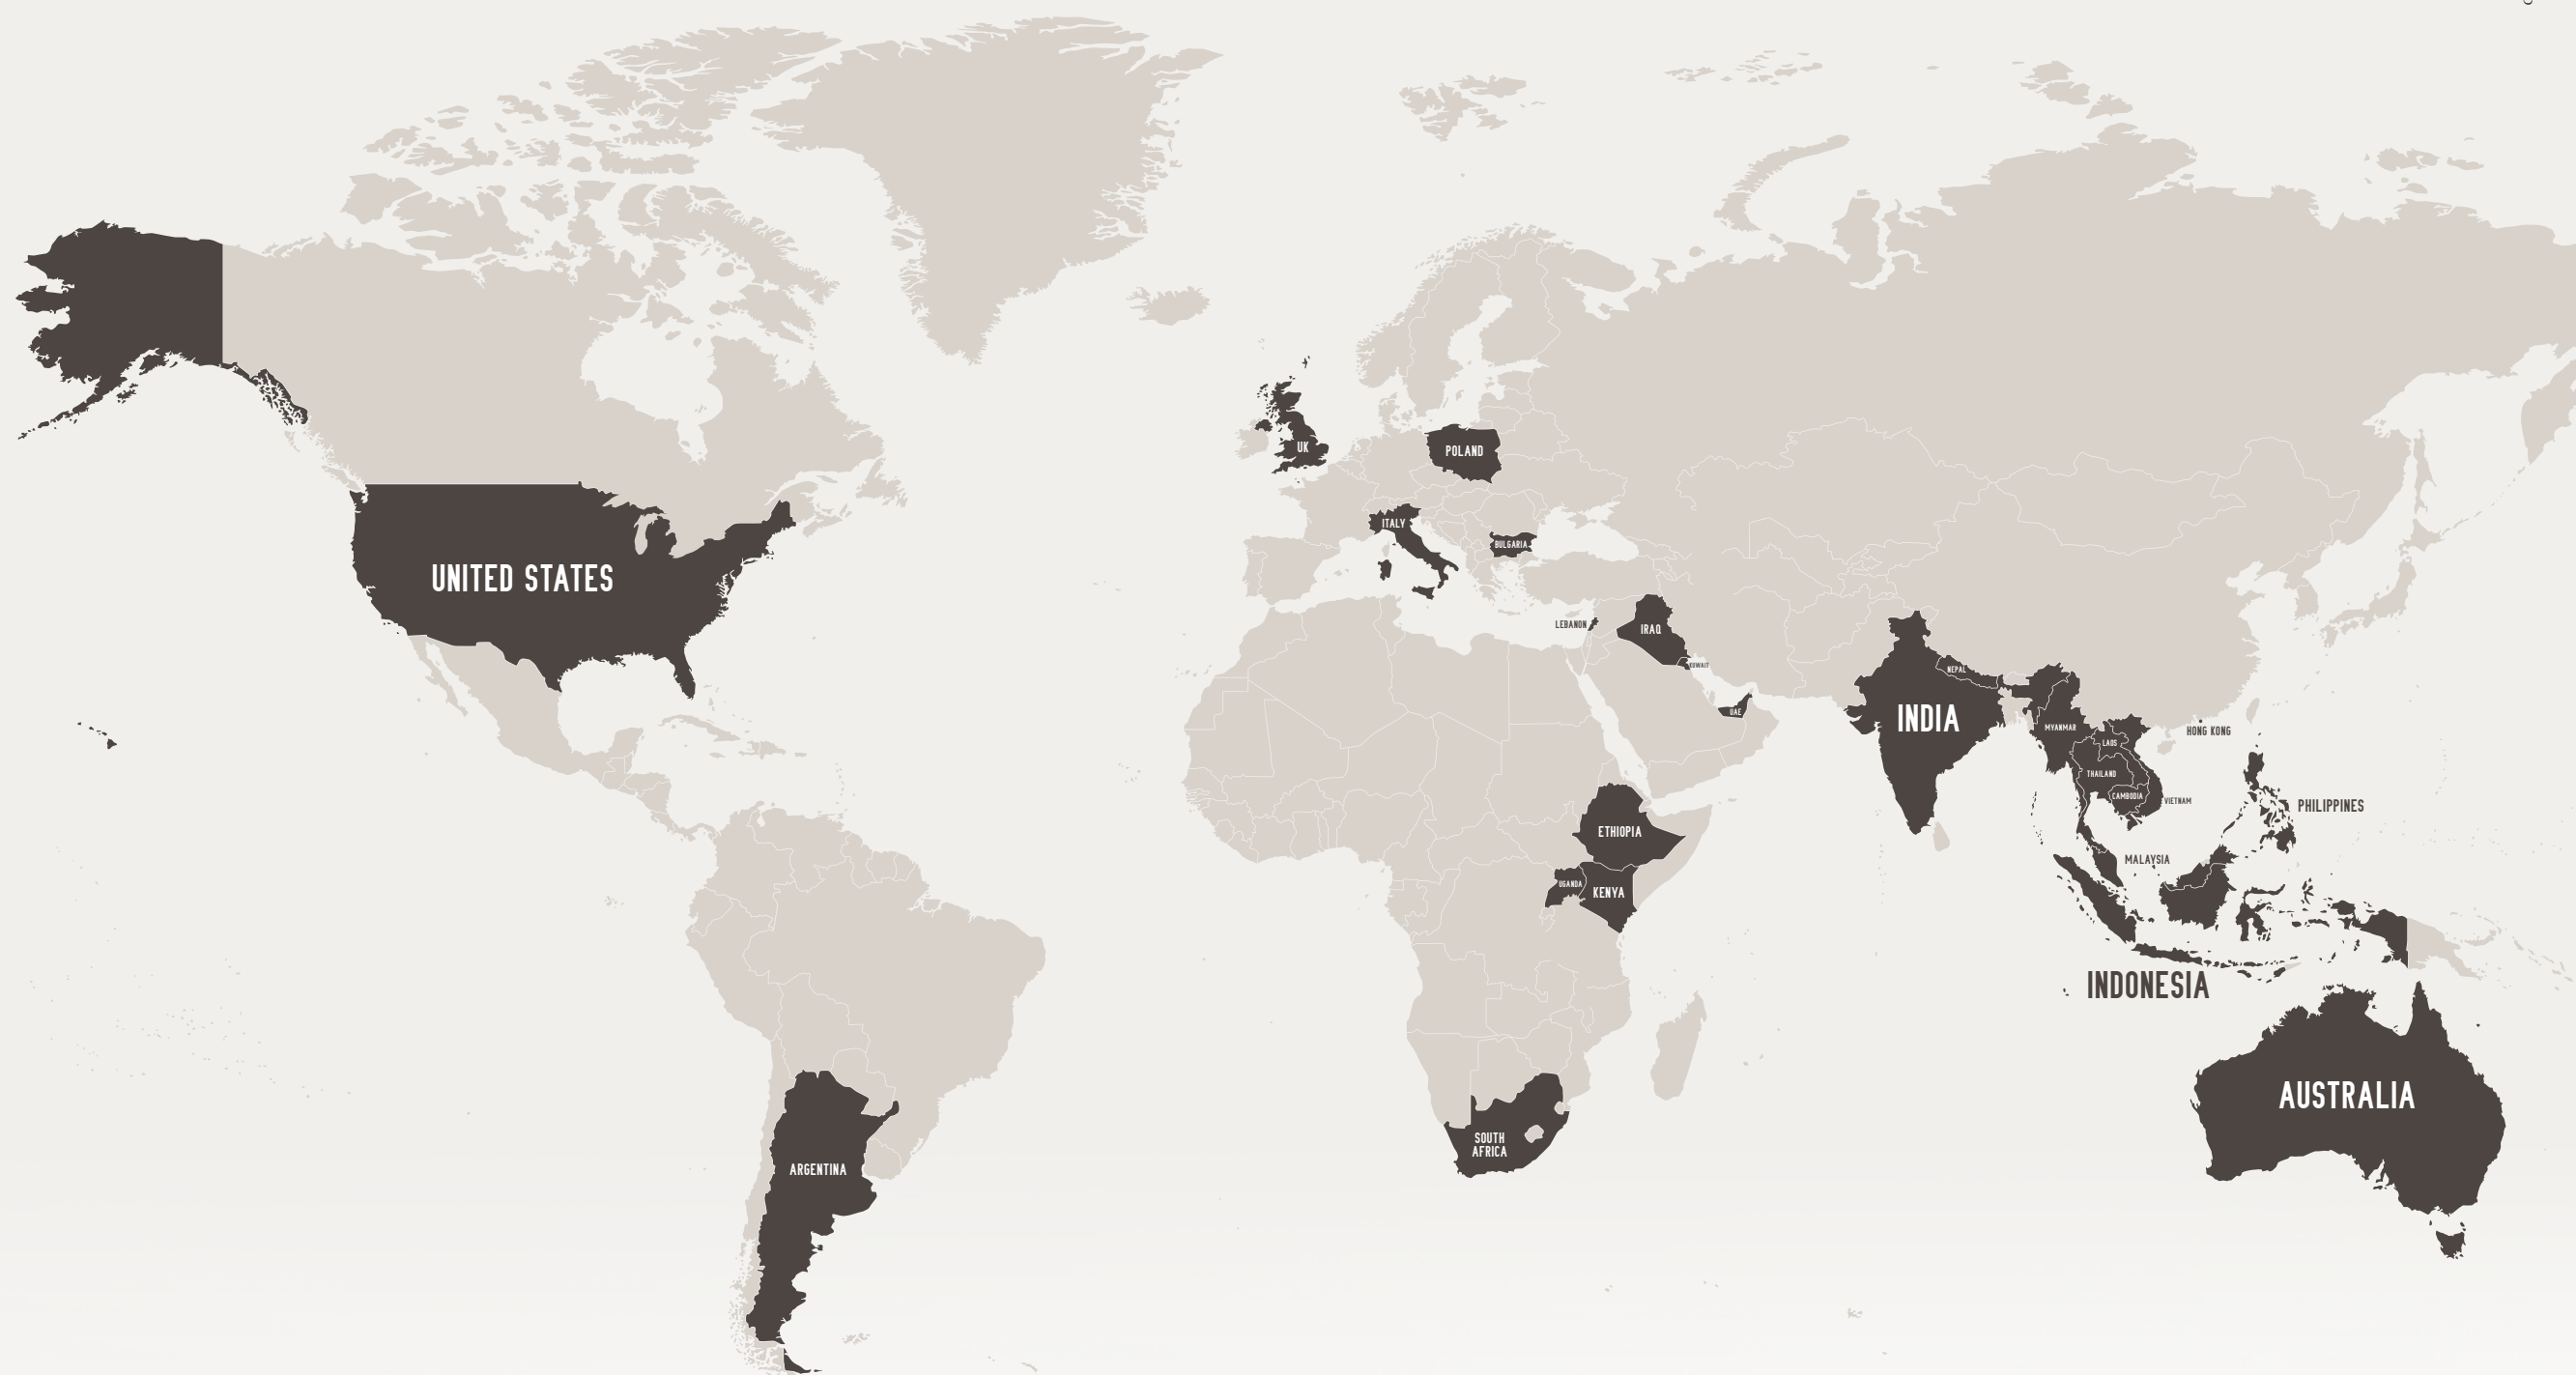 UK
POLAND
ITALY
BULGARIA
UNITED STATES
LEBANON
IRAQ
KUWAIT
NEPAL
UAE
INDIA
MYANMAR
HONG KONG
LAOS
THAILAND
CAMBODIA
VIETNAM
PHILIPPINES
ETHIOPIA
MALAYSIA
UGANDA
KENYA
INDONESIA
AUSTRALIA
SOUTH
AFRICA
ARGENTINA